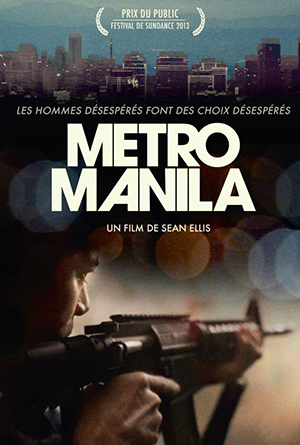 PRIX DU PUBLIC
FESTIVAL DE SUNDANCE 2013
LES HOMMES DÉSESPÉRÉS FONT DES CHOIX DÉSESPÉRÉS
METRO
MANILA
UN FILM DE SEAN ELLIS